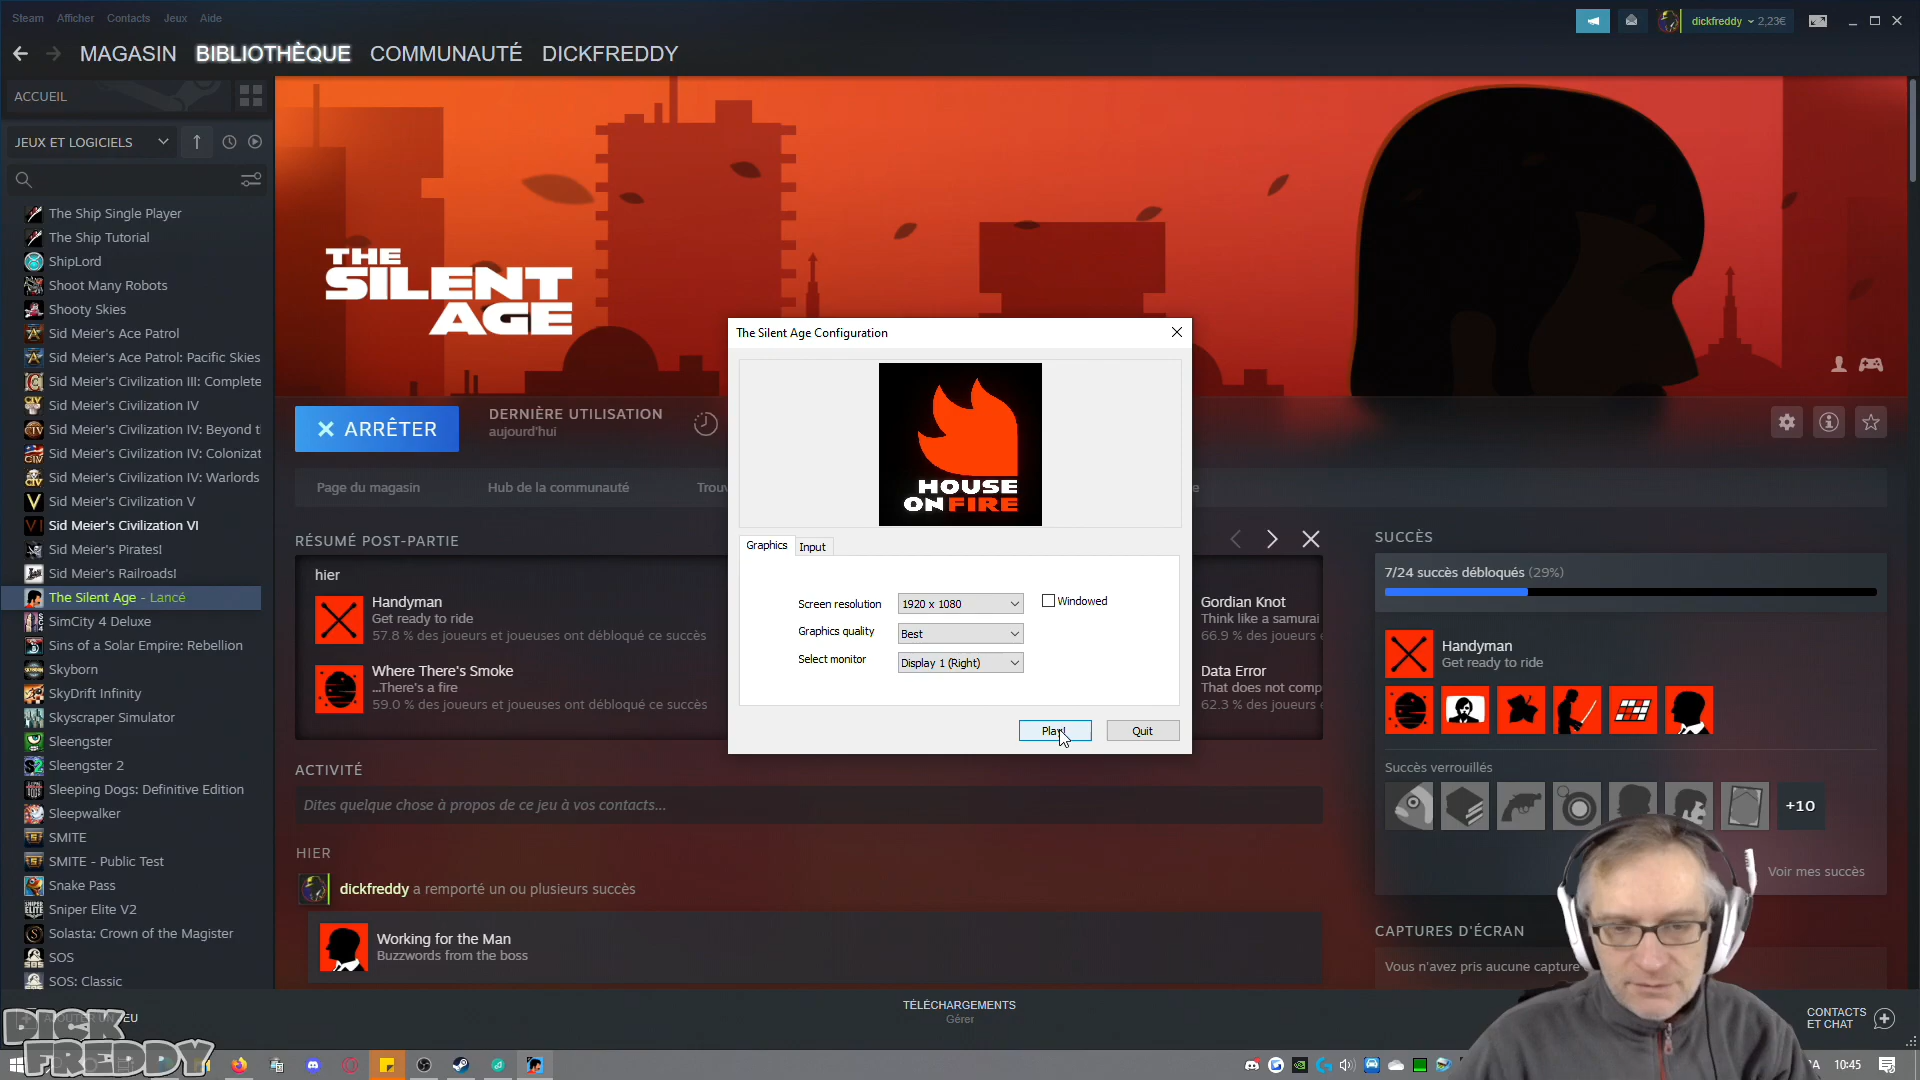 Steam Afficher Contacts Jeux Aide
dickfreddy 2,23€
MAGASIN BIBLIOTHÈQUE COMMUNAUTÉ DICKFREDDY
ACCUEIL
JEUX ET LOGICIELS
The Ship Single Player
The Ship Tutorial
ShipLord
Shoot Many Robots
Shooty Skies
Sid Meier's Ace Patrol
Sid Meier's Ace Patrol: Pacific Skies
Sid Meier's Civilization III: Complete
Sid Meier's Civilization IV
Sid Meier's Civilization IV: Beyond t
Sid Meier's Civilization IV: Colonizat
Sid Meier's Civilization IV: Warlords
Sid Meier's Civilization V
Sid Meier's Civilization VI
Sid Meier's Pirates!
Sid Meier's Railroads!
The Silent Age - Lancé
SimCity 4 Deluxe
Sins of a Solar Empire: Rebellion
Skyborn
SkyDrift Infinity
Skyscraper Simulator
Sleengster
Sleengster 2
Sleeping Dogs: Definitive Edition
Sleepwalker
SMITE
SMITE - Public Test
Snake Pass
Sniper Elite V2
Solasta: Crown of the Magister
SOS
SOS: Classic
THE
SILENT
AGE
ARRÊTER
DERNIÈRE UTILISATION
aujourd'hui
Page du magasin Hub de la communauté Trouv
RÉSUMÉ POST-PARTIE
hier
Handyman
Get ready to ride
57.8 % des joueurs et joueuses ont débloqué ce succès
Where There's Smoke
...There's a fire
59.0 % des joueurs et joueuses ont débloqué ce succès
Gordian Knot
Think like a samurai
66.9 % des joueurs e
Data Error
That does not comp
62.3 % des joueurs e
ACTIVITÉ
Dites quelque chose à propos de ce jeu à vos contacts...
HIER
dickfreddy a remporté un ou plusieurs succès
Working for the Man
Buzzwords from the boss
The Silent Age Configuration
HOUSE
ON FIRE
Graphics Input
Screen resolution 1920 x 1080 Windowed
Graphics quality Best
Select monitor Display 1 (Right)
Play! Quit
SUCCÈS
7/24 succès débloqués (29%)
Handyman
Get ready to ride
Succès verrouillés
+10
Voir mes succès
CAPTURES D'ÉCRAN
Vous n'avez pris aucune capture
TÉLÉCHARGEMENTS
Gérer
CONTACTS
ET CHAT
DICK
FREDDY
10:45